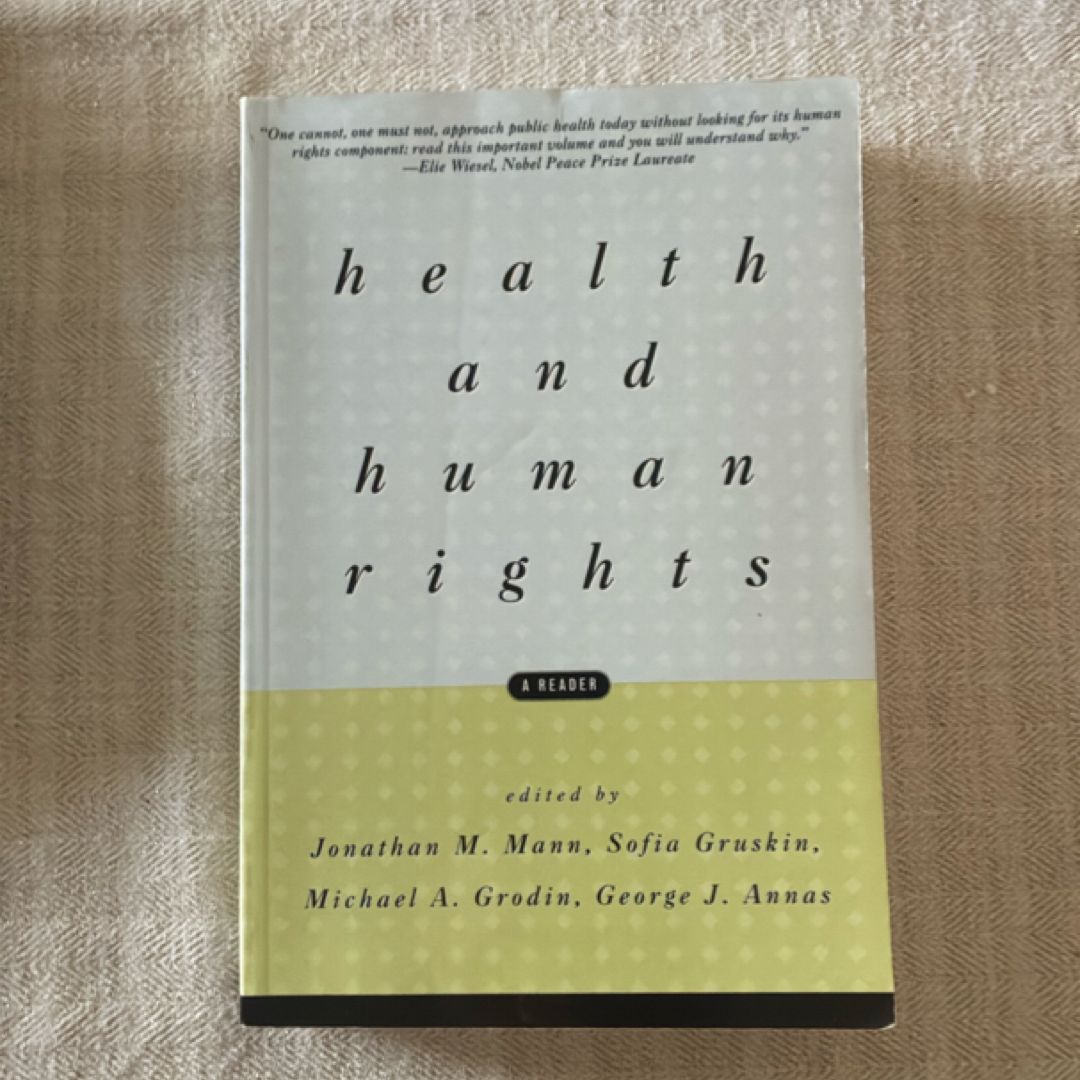 "One cannot, one must not, approach public health today without looking for its human
rights component: read this important volume and you will understand why."
—Elie Wiesel, Nobel Peace Prize Laureate
health
and
human
rights
A READER
edited by
Jonathan M. Mann, Sofia Gruskin,
Michael A. Grodin, George J. Annas